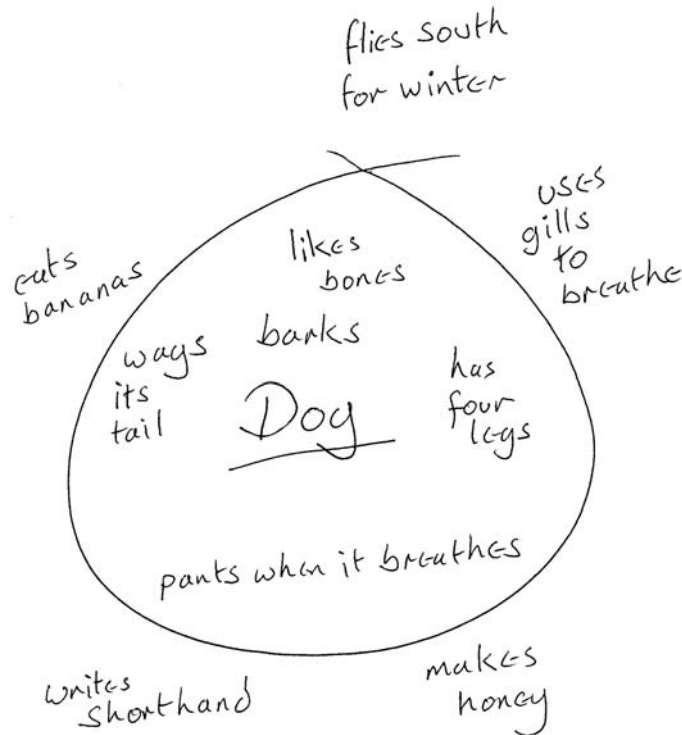 flies south
for winter
uses
gills
to
breathe
eats
bananas
likes
bones
barks
wags
its
tail
Dog
has
four
legs
pants when it breathes
writes
shorthand
makes
honey